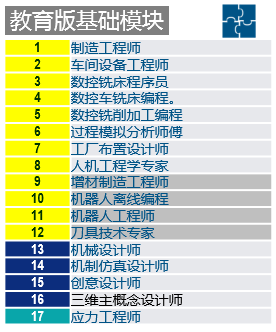 教育版基础模块
1 制造工程师
2 车间设备工程师
3 数控铣床程序员
4 数控车铣床编程。
5 数控铣削加工编程
6 过程模拟分析师傅
7 工厂布置设计师
8 人机工程学专家
9 增材制造工程师
10 机器人离线编程
11 机器人工程师
12 刀具技术专家
13 机械设计师
14 机制仿真设计师
15 创意设计师
16 三维主概念设计师
17 应力工程师